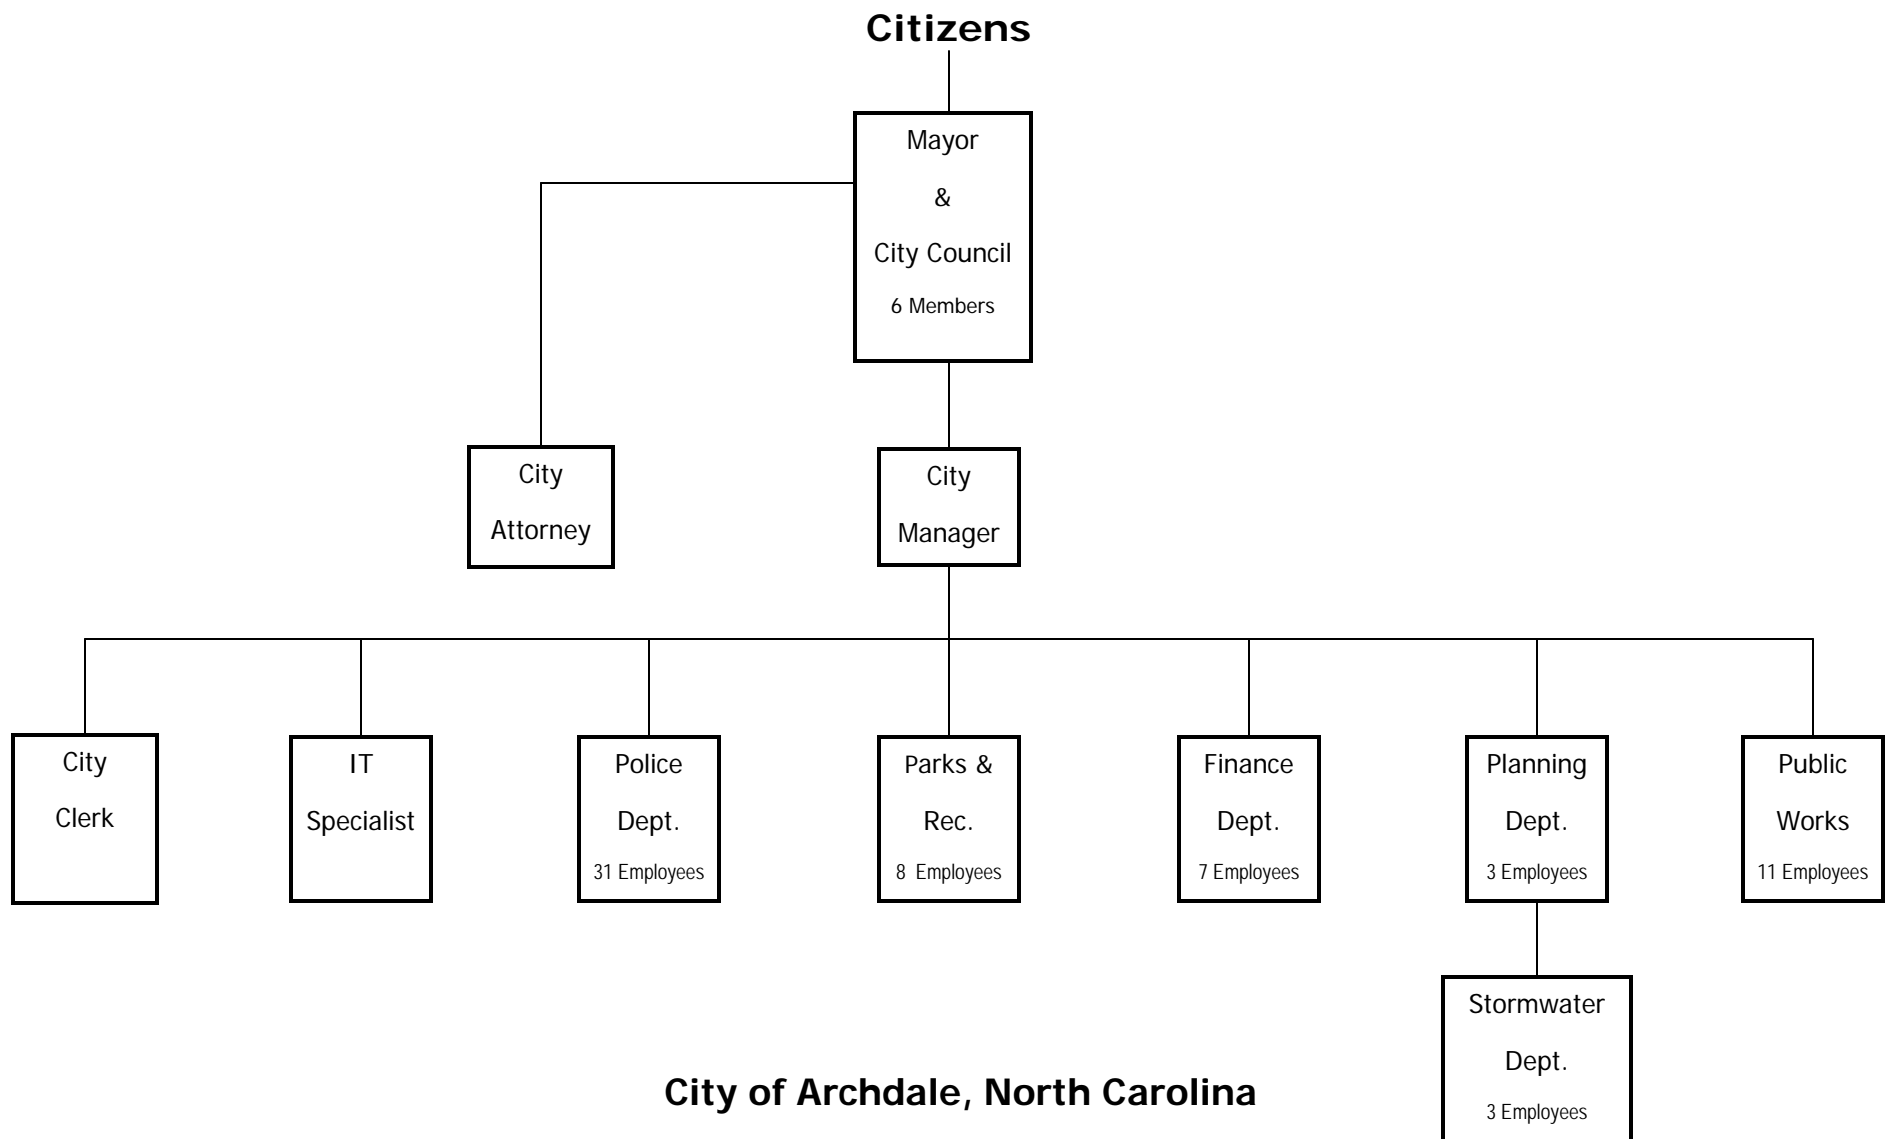 Citizens
Mayor
&
City Council
6 Members
City
Attorney
City
Manager
City
Clerk
IT
Specialist
Police
Dept.
31 Employees
Parks &
Rec.
8 Employees
Finance
Dept.
7 Employees
Planning
Dept.
3 Employees
Public
Works
11 Employees
Stormwater
Dept.
3 Employees
City of Archdale, North Carolina